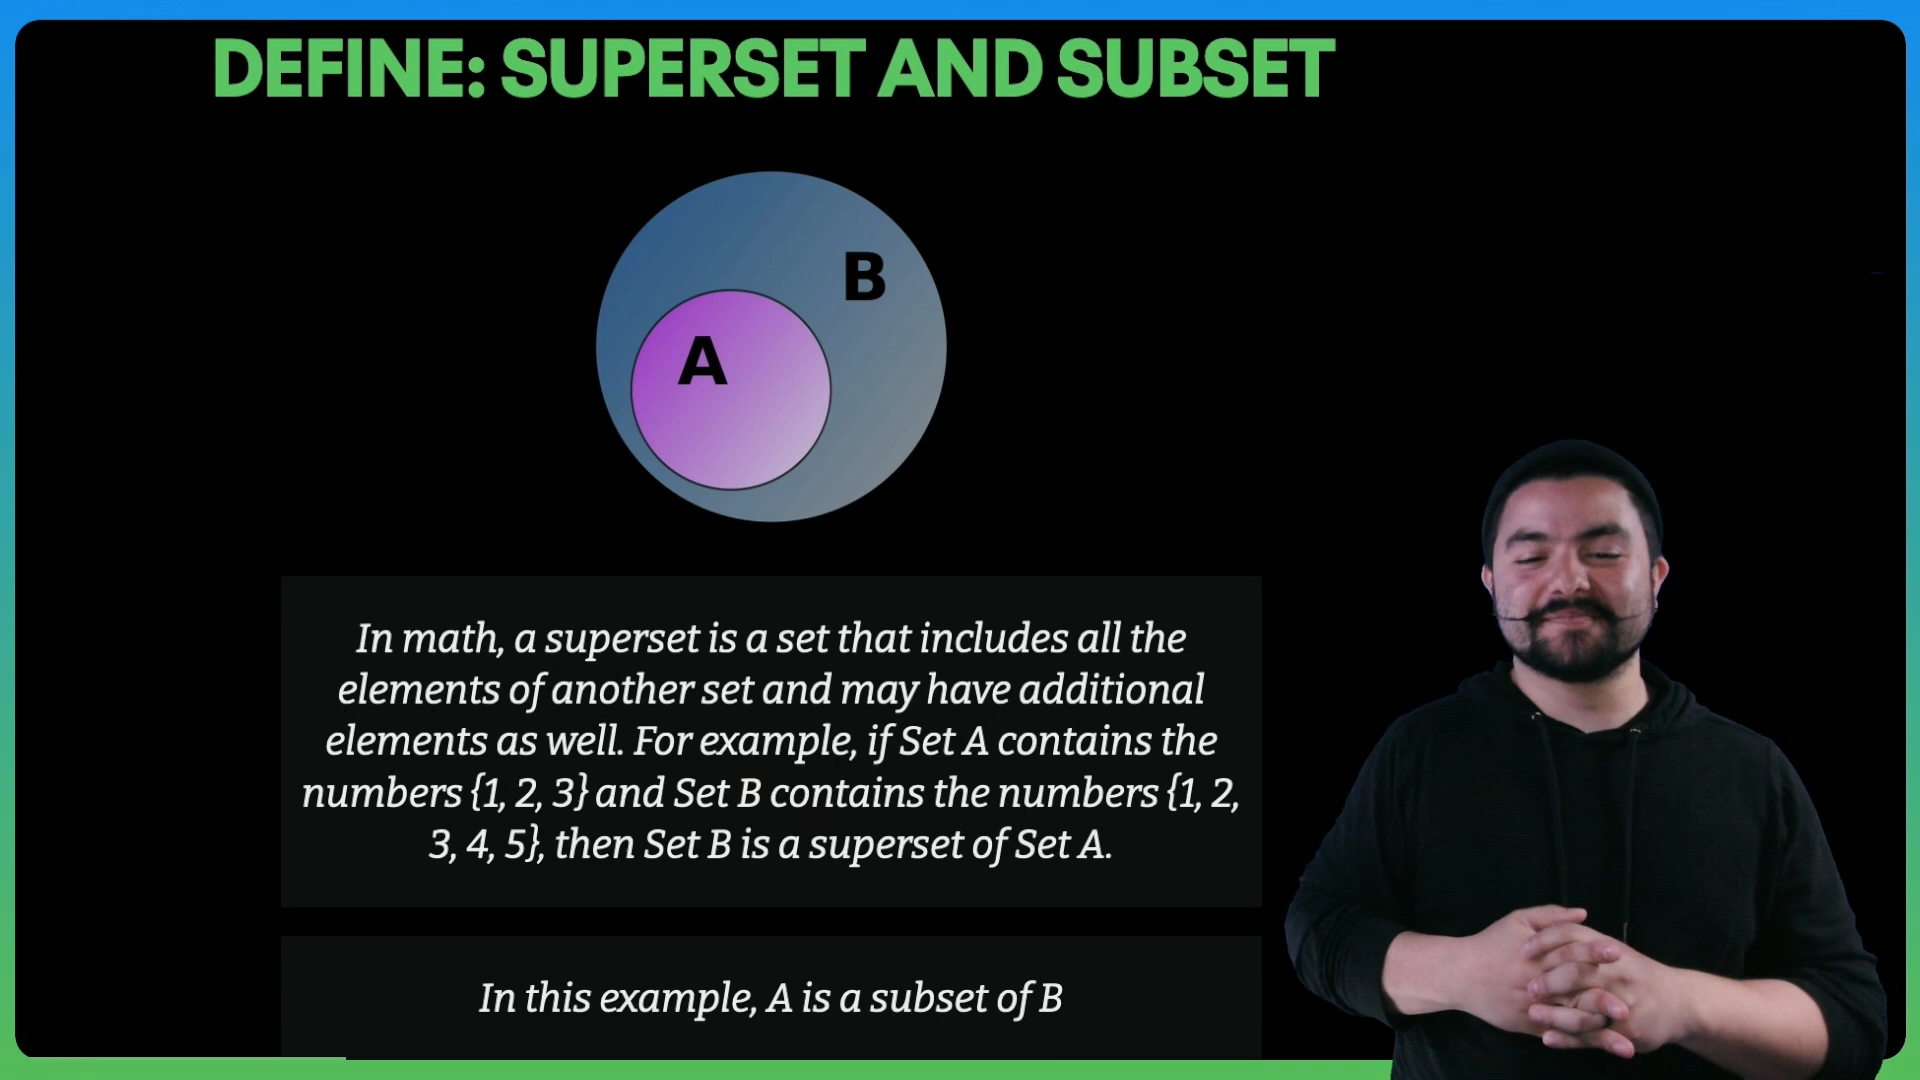 DEFINE: SUPERSET AND SUBSET
B
A
In math, a superset is a set that includes all the
elements of another set and may have additional
elements as well. For example, if Set A contains the
numbers {1, 2, 3} and Set B contains the numbers {1, 2,
3, 4, 5}, then Set B is a superset of Set A.
In this example, A is a subset of B